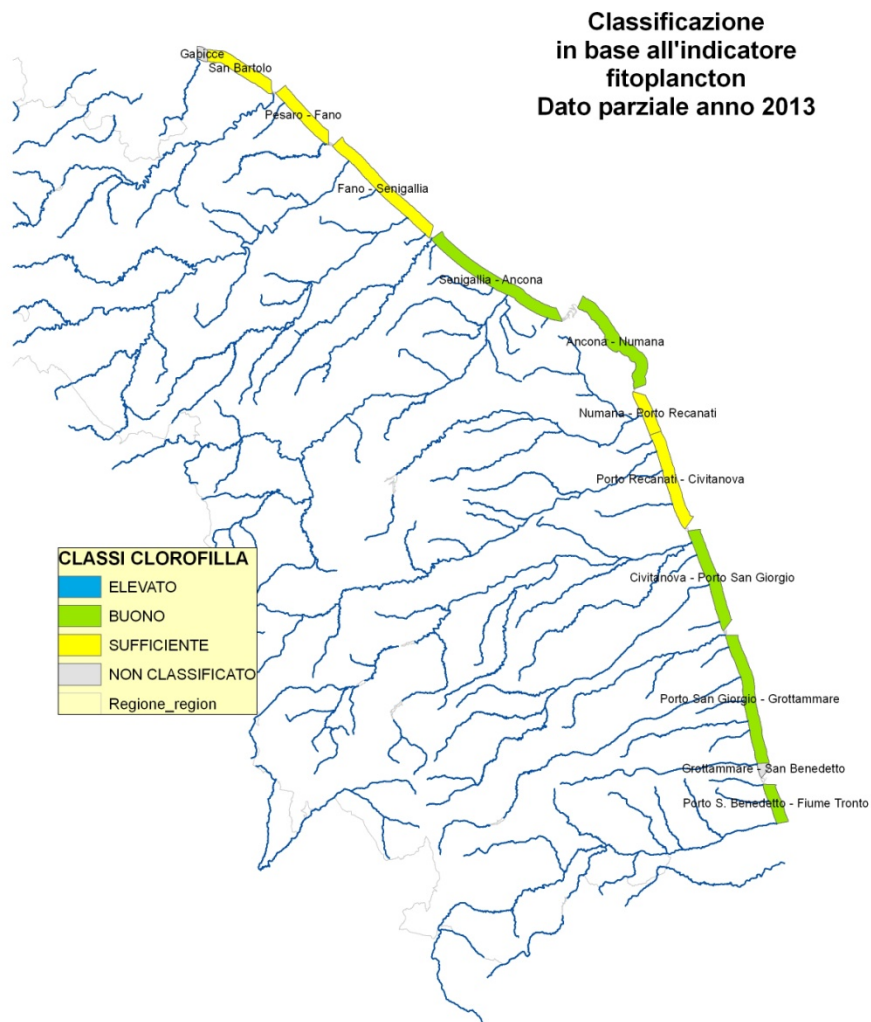 Classificazione
in base all'indicatore
fitoplancton
Dato parziale anno 2013
Gabicce
San Bartolo
Pesaro - Fano
Fano - Senigallia
Senigallia - Ancona
Ancona - Numana
Numana - Porto Recanati
Porto Recanati - Civitanova
Civitanova - Porto San Giorgio
Porto San Giorgio - Grottammare
Grottammare - San Benedetto
Porto S. Benedetto - Fiume Tronto
CLASSI CLOROFILLA
ELEVATO
BUONO
SUFFICIENTE
NON CLASSIFICATO
Regione_region